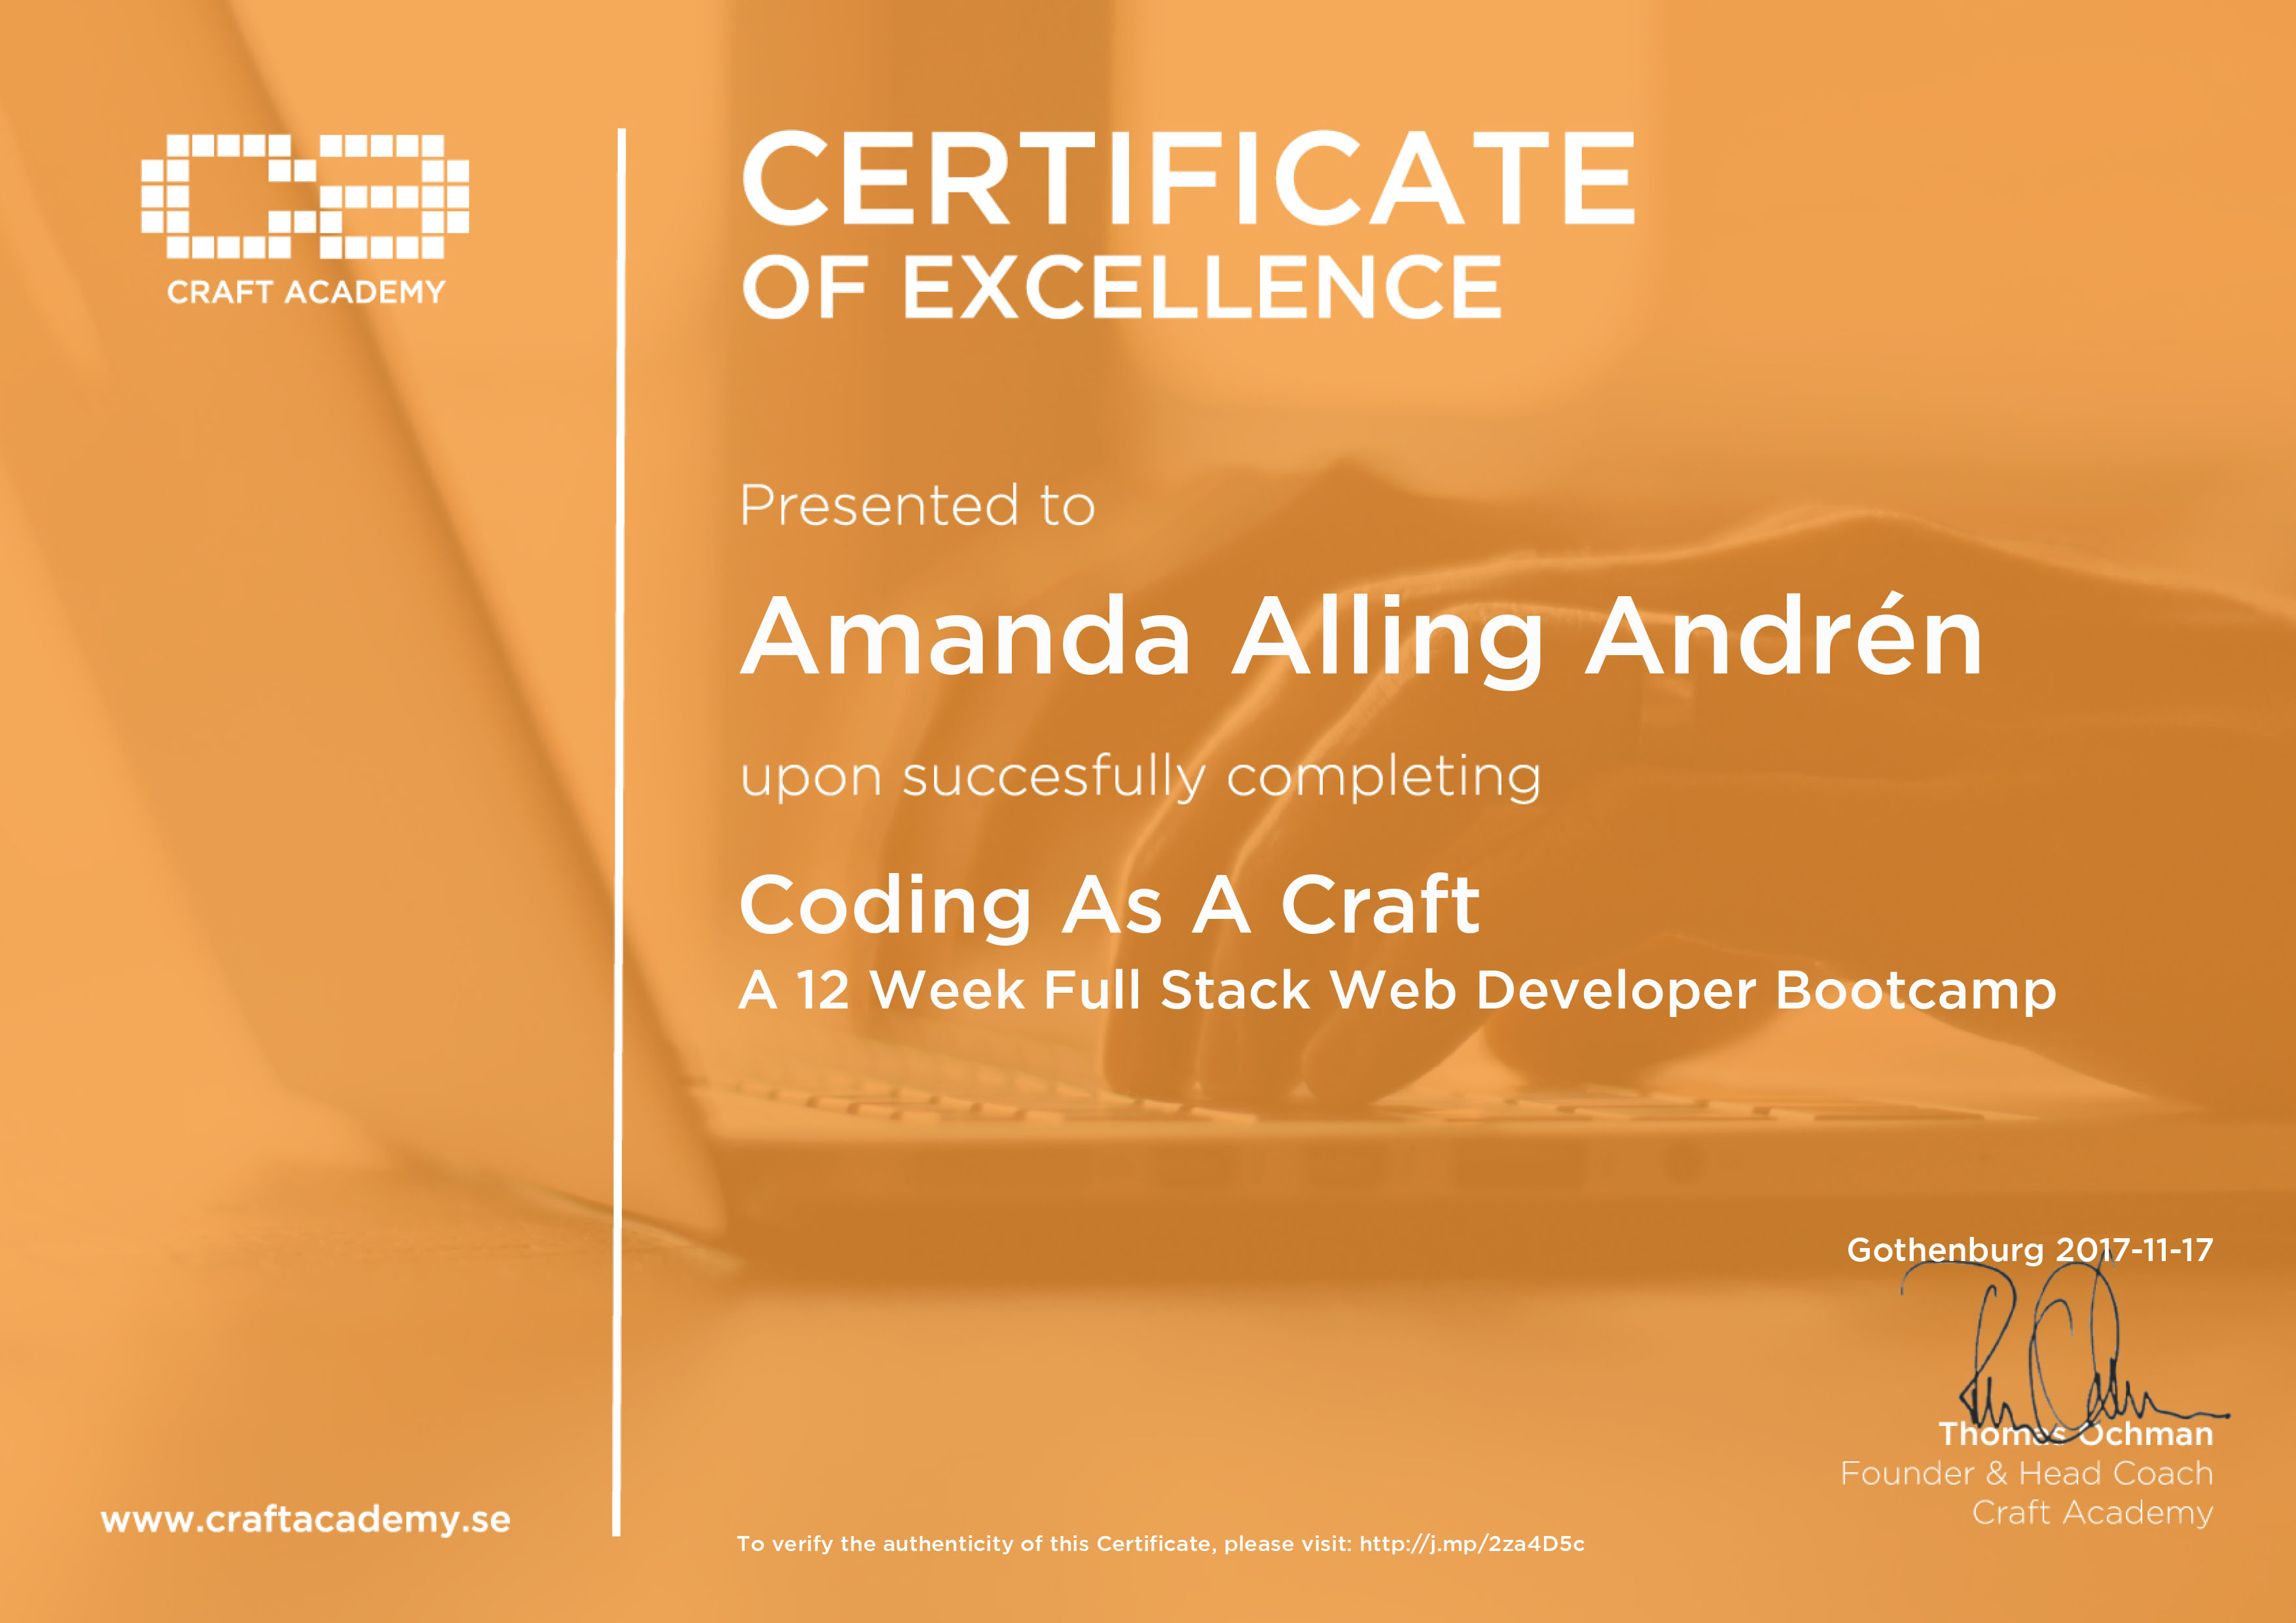 CRAFT ACADEMY
CERTIFICATE
OF EXCELLENCE
Presented to
Amanda Alling Andrén
upon succesfully completing
Coding As A Craft
A 12 Week Full Stack Web Developer Bootcamp
Gothenburg 2017-11-17
Thomas Ochman
Founder & Head Coach
Craft Academy
www.craftacademy.se
To verify the authenticity of this Certificate, please visit: http://j.mp/2za4D5c